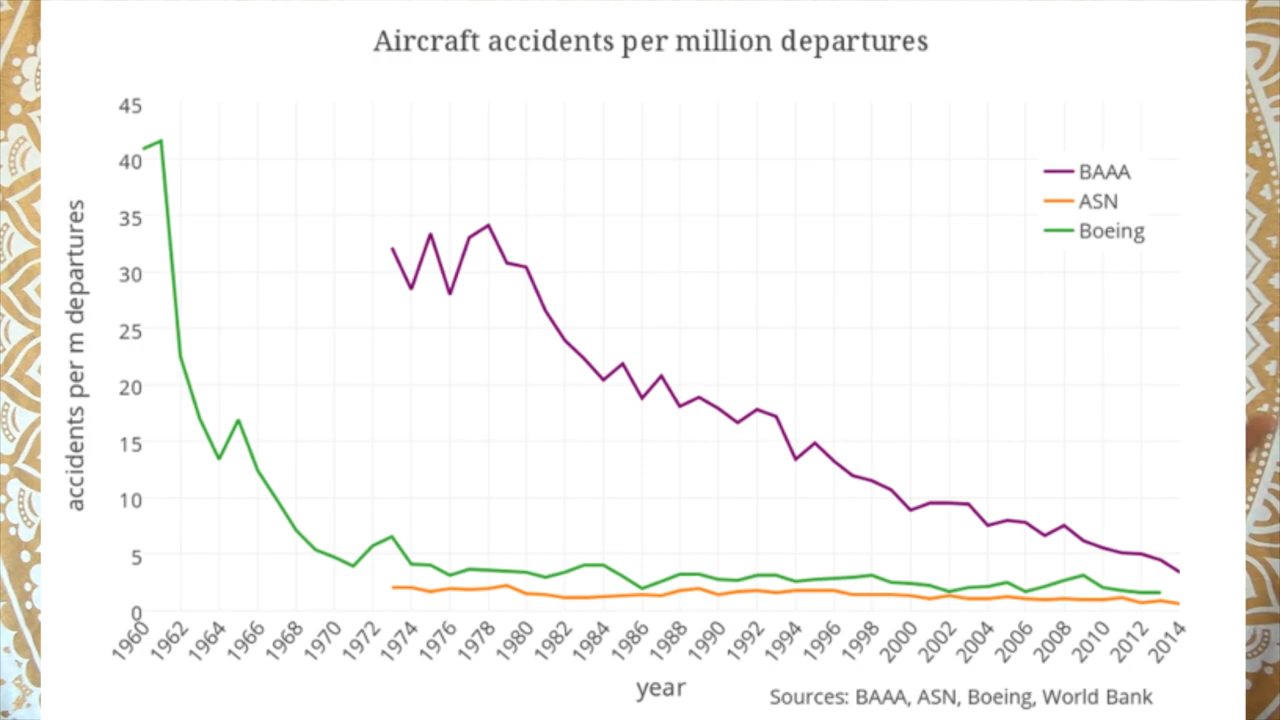 Aircraft accidents per million departures
45
40
35
30
25
20
15
10
5
0
accidents per m departures
BAAA
ASN
Boeing
1960 1962 1964 1966 1968 1970 1972 1974 1976 1978 1980 1982 1984 1986 1988 1990 1992 1994 1996 1998 2000 2002 2004 2006 2008 2010 2012 2014
year
Sources: BAAA, ASN, Boeing, World Bank